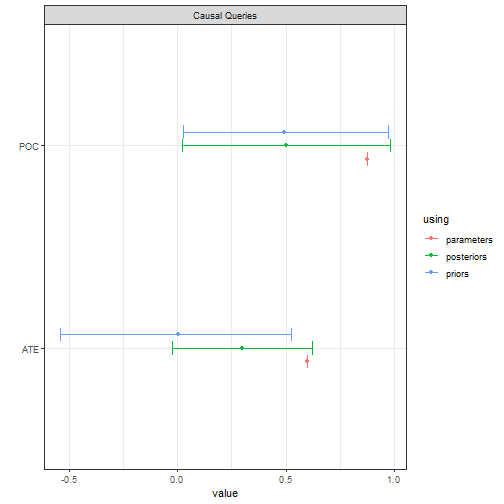 Causal Queries
POC
ATE
-0.5
0.0
0.5
1.0
value
using
parameters
posteriors
priors